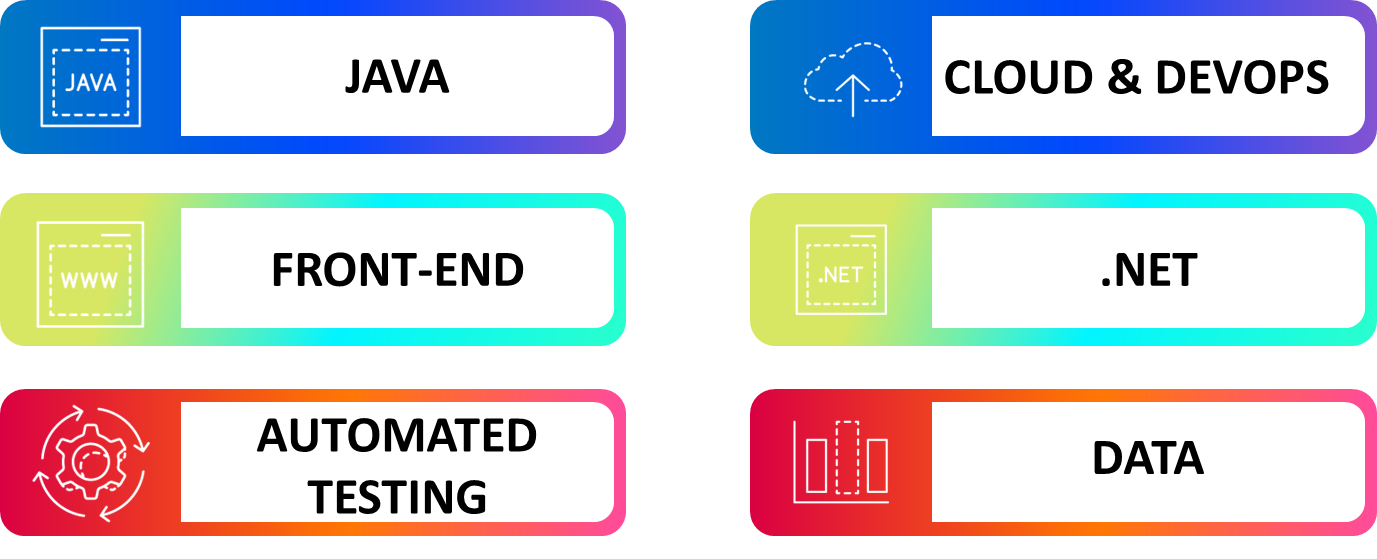 JAVA
JAVA
CLOUD & DEVOPS
WWW
FRONT-END
.NET
.NET
AUTOMATED
TESTING
DATA